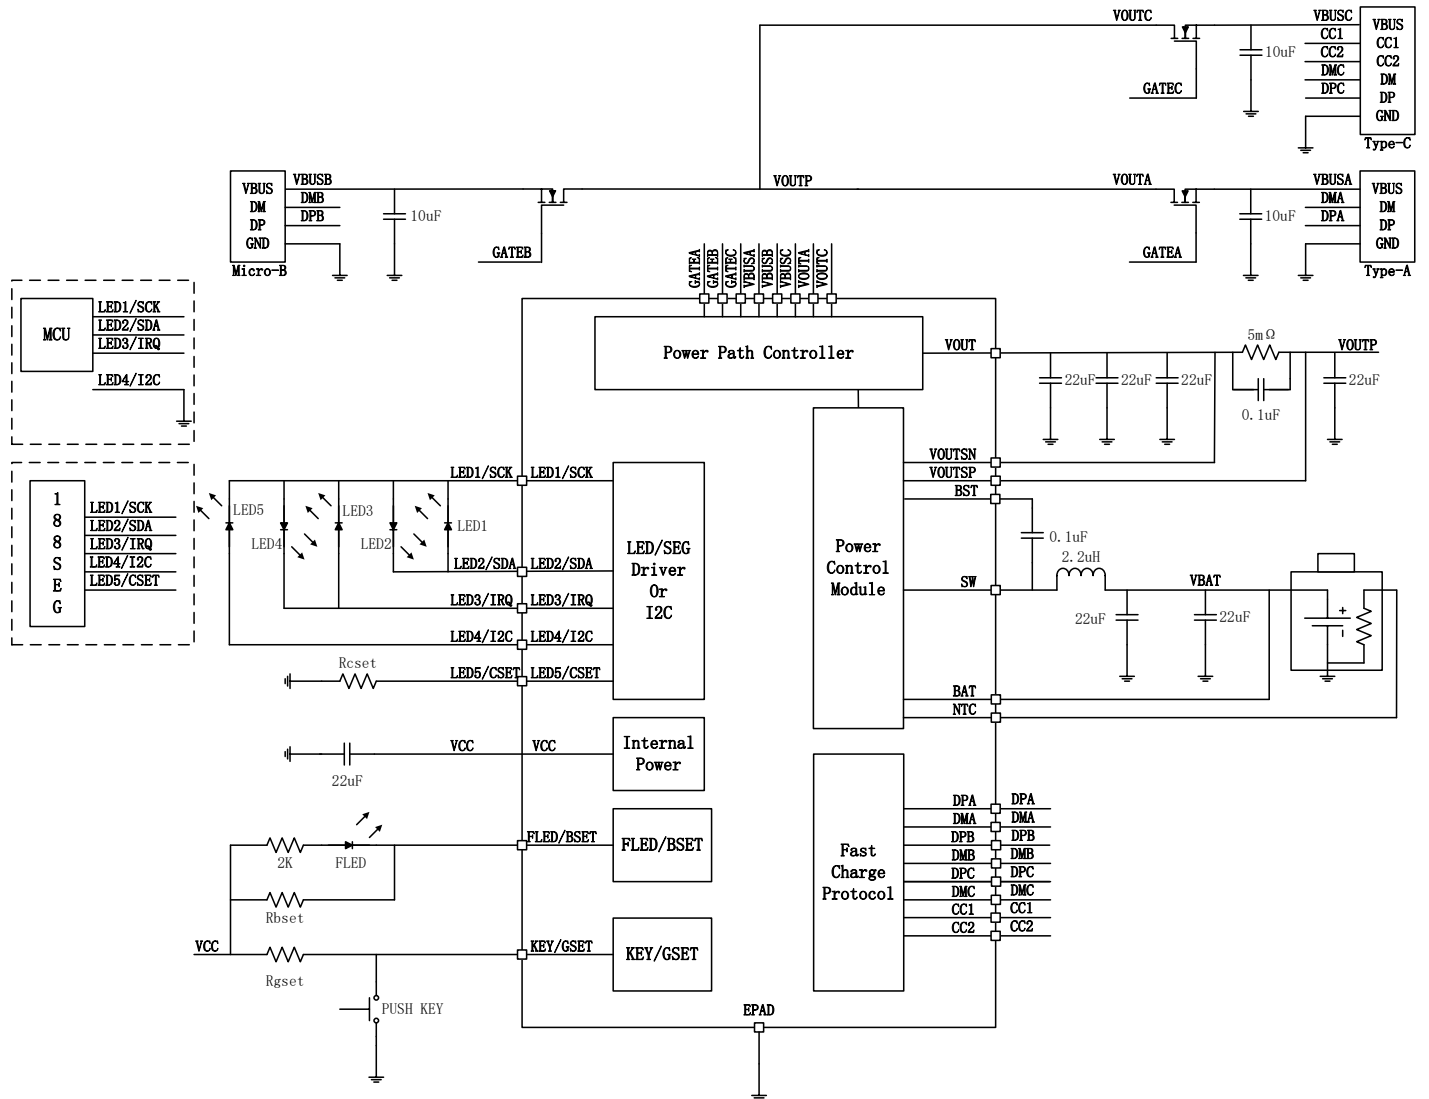 VOUTC
VBUSC
VBUS
CC1
CC1
CC2
CC2
DMC
DM
DPC
DP
GND
10uF
GATEC
Type-C
VBUS
VBUSB
DM
DMB
DP
DPB
GND
Micro-B
10uF
GATEB
VOUTP
VOUTA
VBUSA
VBUS
DMA
DM
DPA
DP
GND
10uF
GATEA
Type-A
GATEA
GATEB
GATEC
VBUSA
VBUSB
VBUSC
VOUTA
VOUTC
MCU
LED1/SCK
LED2/SDA
LED3/IRQ
LED4/I2C
Power Path Controller
VOUT
5mΩ
VOUTP
22uF
22uF
22uF
0.1uF
22uF
1
8
8
S
E
G
LED1/SCK
LED2/SDA
LED3/IRQ
LED4/I2C
LED5/CSET
LED5
LED4
LED3
LED2
LED1
LED1/SCK
LED1/SCK
LED2/SDA
LED2/SDA
LED3/IRQ
LED3/IRQ
LED4/I2C
LED4/I2C
Rcset
LED5/CSET
LED5/CSET
LED/SEG
Driver
Or
I2C
Power
Control
Module
VOUTSN
VOUTSP
BST
SW
BAT
NTC
0.1uF
2.2uH
VBAT
22uF
22uF
+
-
VCC
VCC
22uF
Internal
Power
2K
FLED
FLED/BSET
FLED/BSET
Rbset
VCC
Rgset
KEY/GSET
KEY/GSET
PUSH KEY
Fast
Charge
Protocol
DPA
DPA
DMA
DMA
DPB
DPB
DMB
DMB
DPC
DPC
DMC
DMC
CC1
CC1
CC2
CC2
EPAD